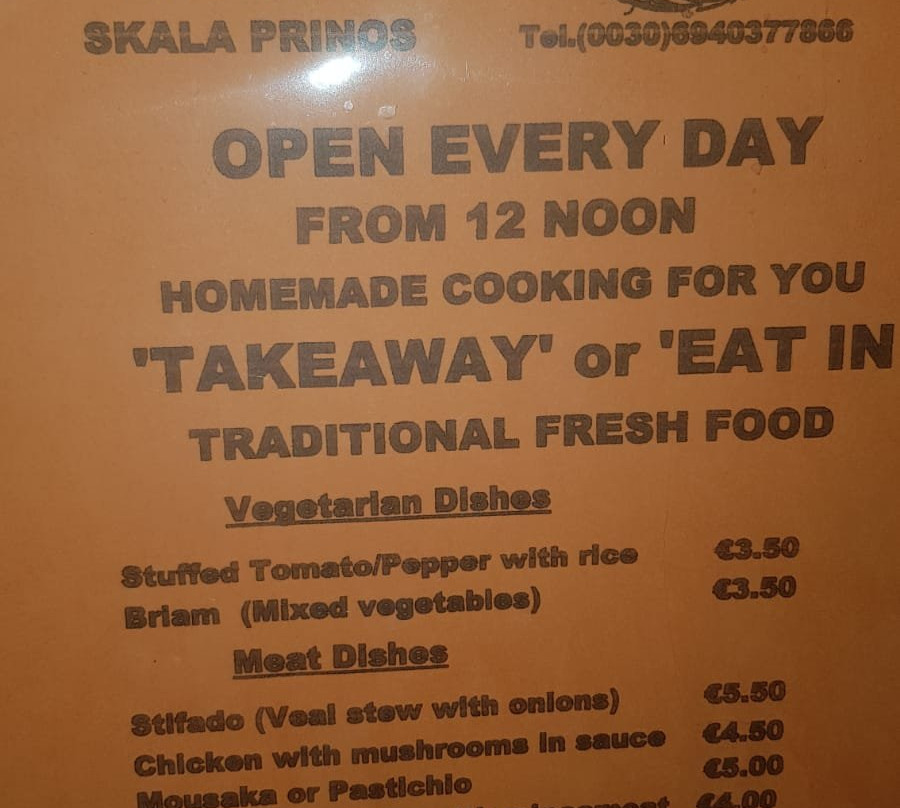 SKALA PRINOS Tel.(0030)6940377866
OPEN EVERY DAY
FROM 12 NOON
HOMEMADE COOKING FOR YOU
'TAKEAWAY' or 'EAT IN
TRADITIONAL FRESH FOOD
Vegetarian Dishes
Stuffed Tomato/Pepper with rice €3.50
Briam (Mixed vegetables) €3.50
Meat Dishes
Stifado (Veal stew with onions) €5.50
Chicken with mushrooms in sauce €4.50
Mousaka or Pastichio €5.00
€4.00